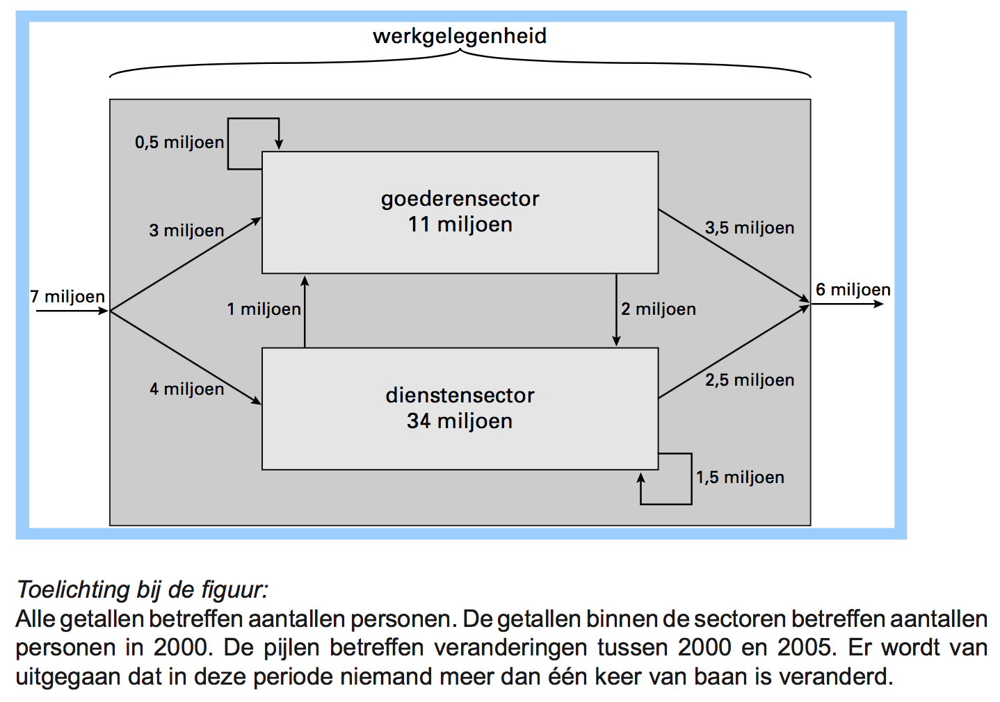 werkgelegenheid
0,5 miljoen
goederensector
11 miljoen
3 miljoen
3,5 miljoen
7 miljoen
6 miljoen
1 miljoen
2 miljoen
4 miljoen
2,5 miljoen
dienstensector
34 miljoen
1,5 miljoen
Toelichting bij de figuur:
Alle getallen betreffen aantallen personen. De getallen binnen de sectoren betreffen aantallen
personen in 2000. De pijlen betreffen veranderingen tussen 2000 en 2005. Er wordt van
uitgegaan dat in deze periode niemand meer dan één keer van baan is veranderd.